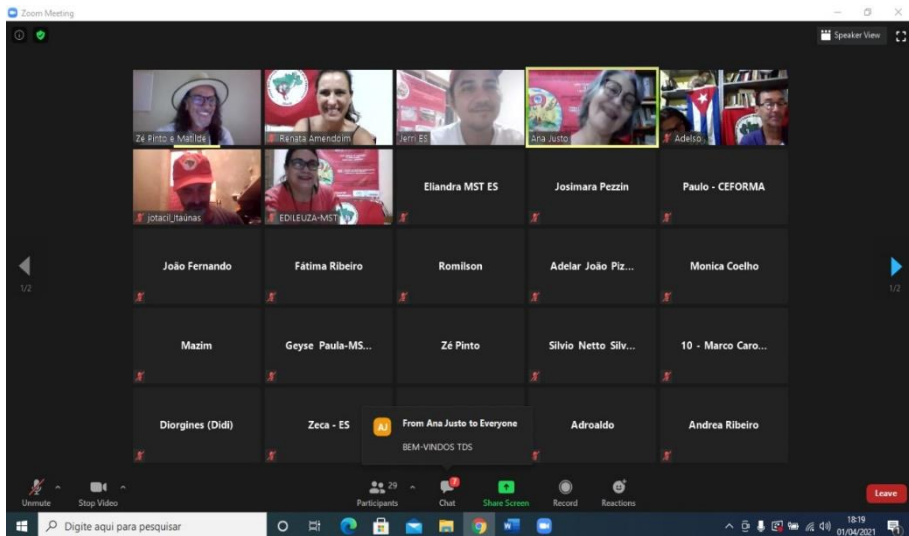 Zoom Meeting
Speaker View
Zé Pinto e Matilde
Renata Amendoim
Jerri ES
Ana Justo
Adelso
jotacil_Itaúnas
EDILEUZA-MST
Eliandra MST ES
Josimara Pezzin
Paulo - CEFORMA
1/2
João Fernando
Fátima Ribeiro
Romilson
Adelar João Piz...
Monica Coelho
1/2
Mazim
Geyse Paula-MS...
Zé Pinto
Silvio Netto Silv...
10 - Marco Caro...
Diorgines (Didi)
Zeca - ES
AJ
From Ana Justo to Everyone
BEM-VINDOS TDS
Adroaldo
Andrea Ribeiro
Unmute
Stop Video
29
Participants
7
Chat
Share Screen
Record
Reactions
Leave
Digite aqui para pesquisar
18:19
01/04/2021